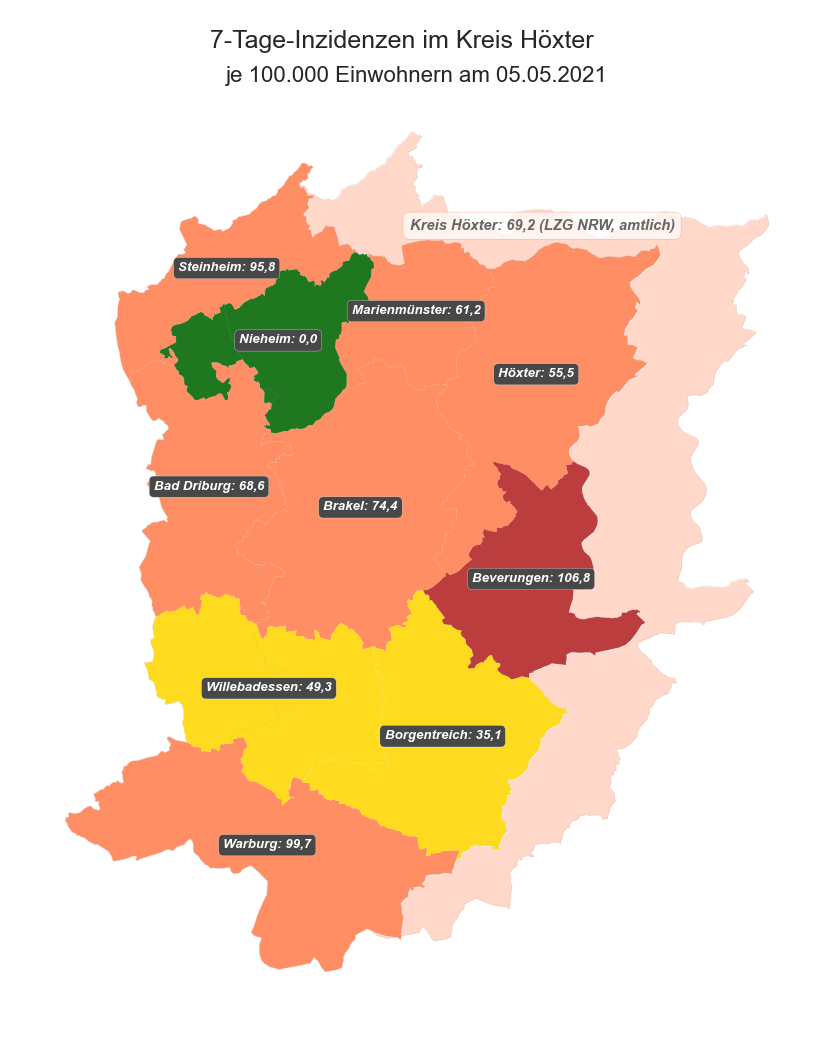 7-Tage-Inzidenzen im Kreis Höxter
je 100.000 Einwohnern am 05.05.2021
Kreis Höxter: 69,2 (LZG NRW, amtlich)
Steinheim: 95,8
Marienmünster: 61,2
Nieheim: 0,0
Höxter: 55,5
Bad Driburg: 68,6
Brakel: 74,4
Beverungen: 106,8
Willebadessen: 49,3
Borgentreich: 35,1
Warburg: 99,7